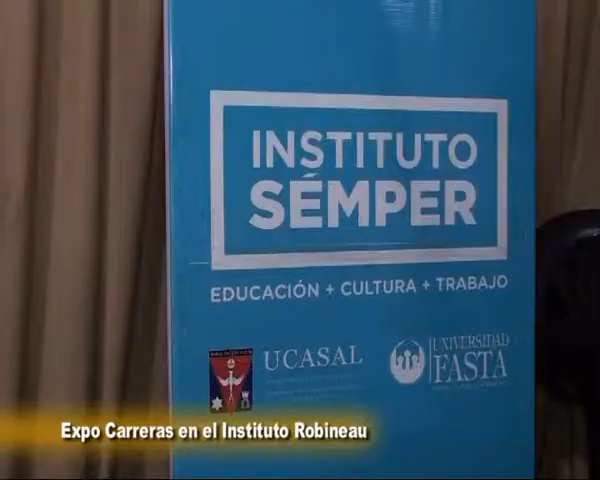 INSTITUTO
SÉMPER
EDUCACIÓN + CULTURA + TRABAJO
UCASAL
UNIVERSIDAD
FASTA
Expo Carreras en el Instituto Robineau